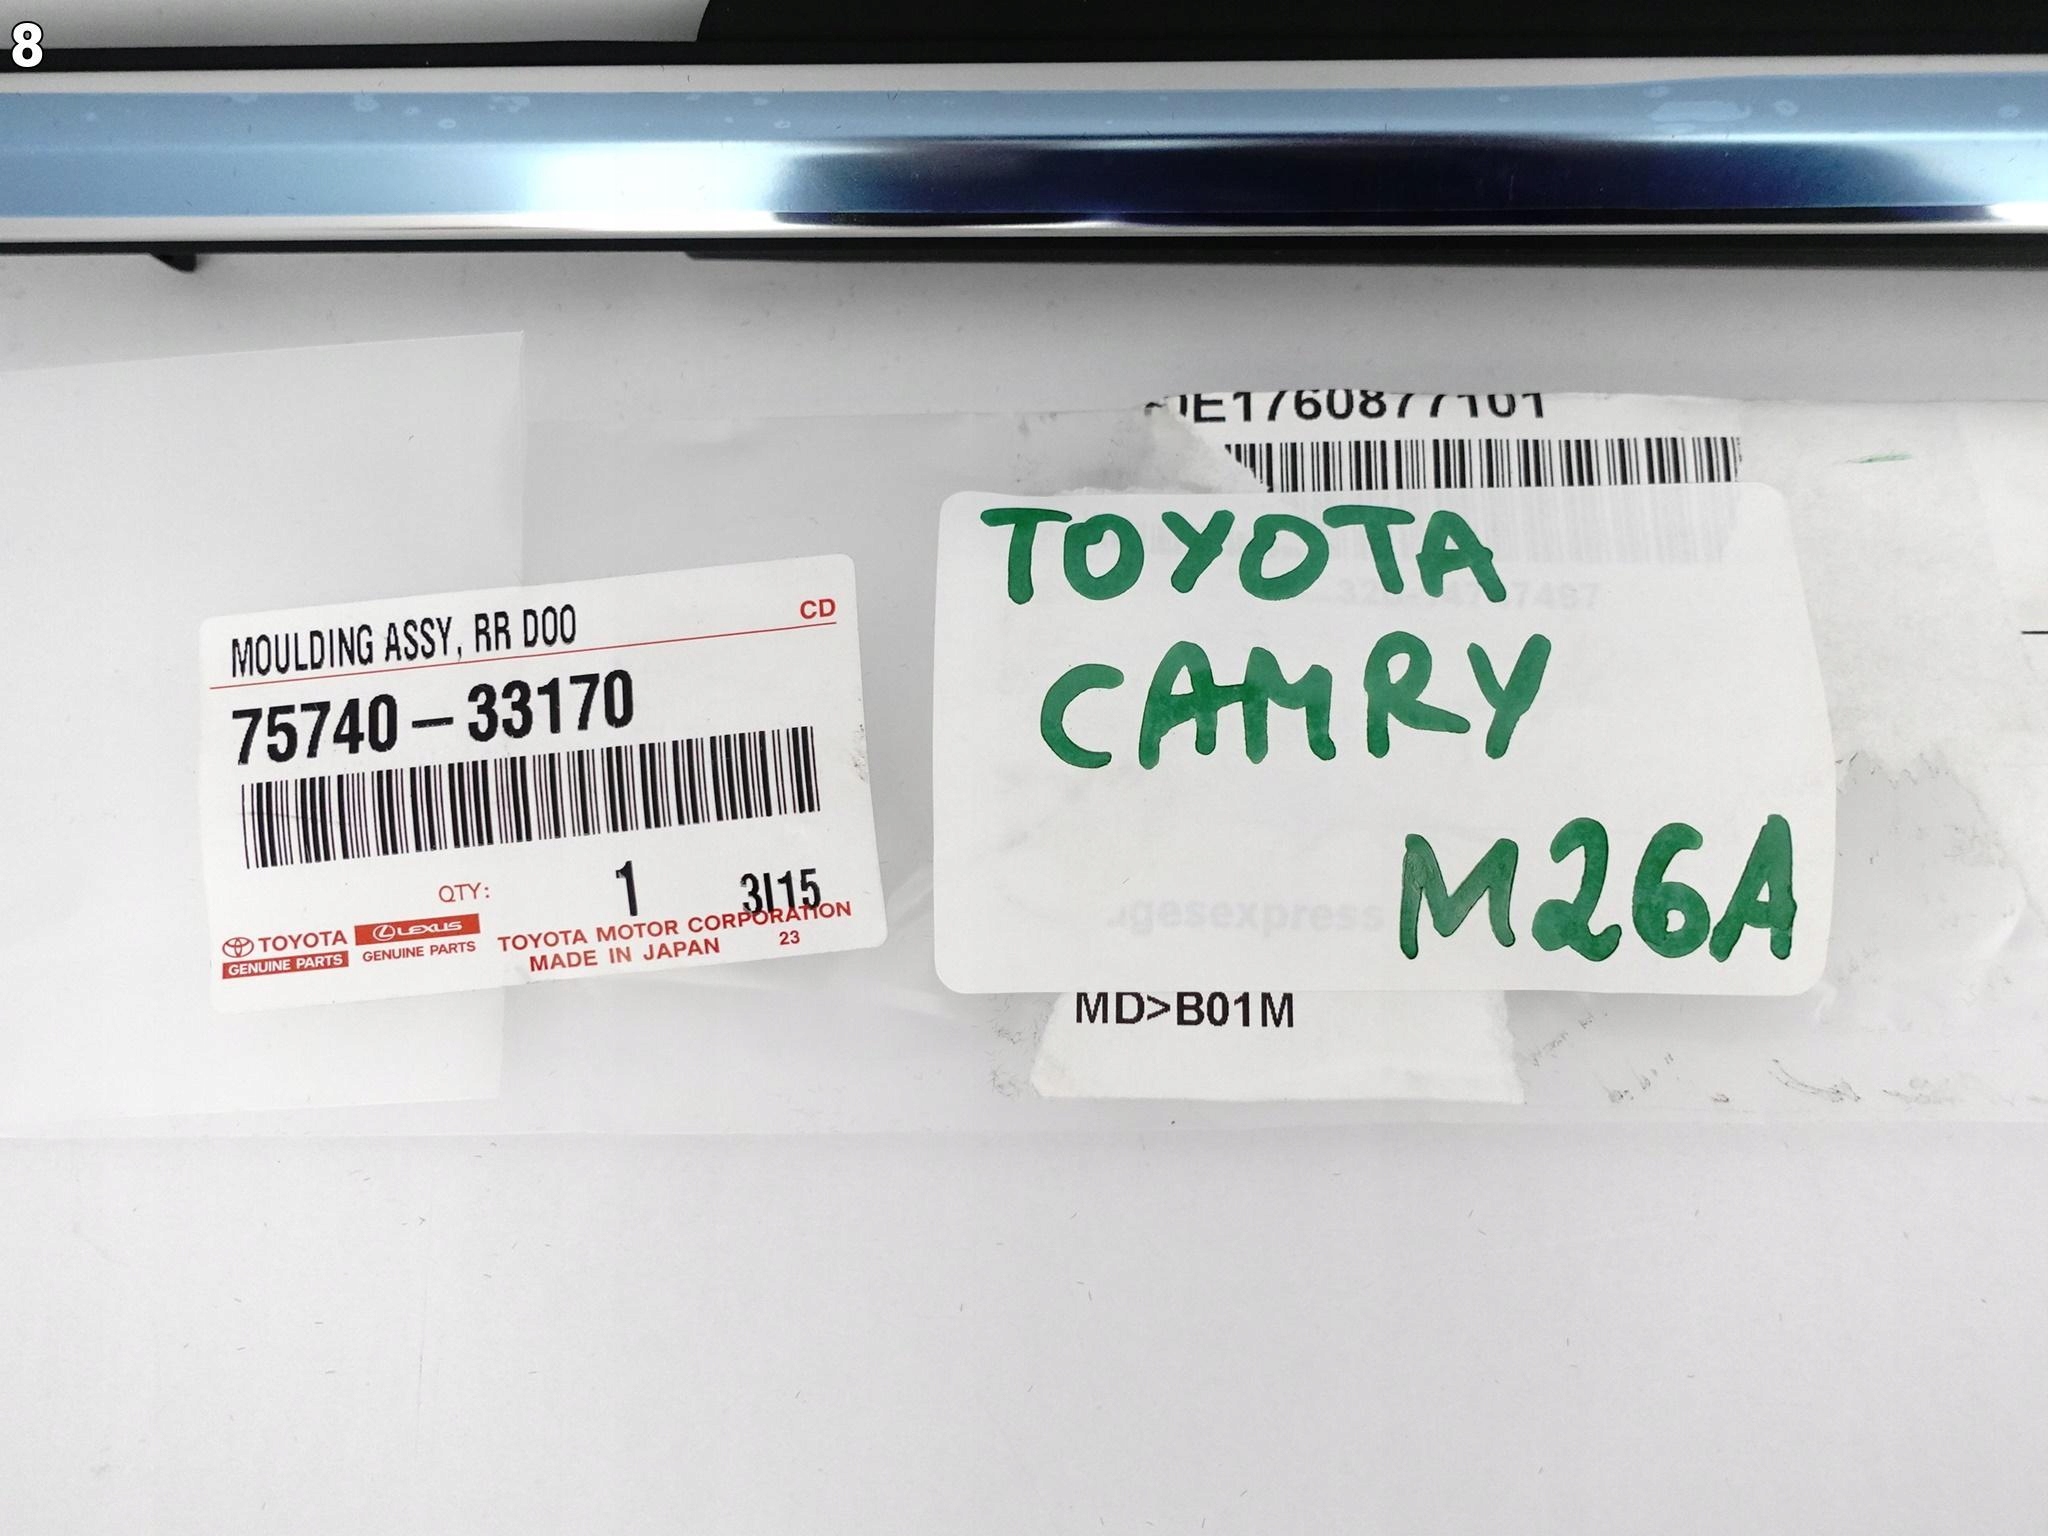 8
E1760877101
MOULDING ASSY, RR DOO
CD
75740-33170
QTY:
1
3I15
TOYOTA
GENUINE PARTS
LEXUS
GENUINE PARTS
TOYOTA MOTOR CORPORATION
MADE IN JAPAN
23
TOYOTA
CAMRY
M26A
gesexpress
MD>B01M